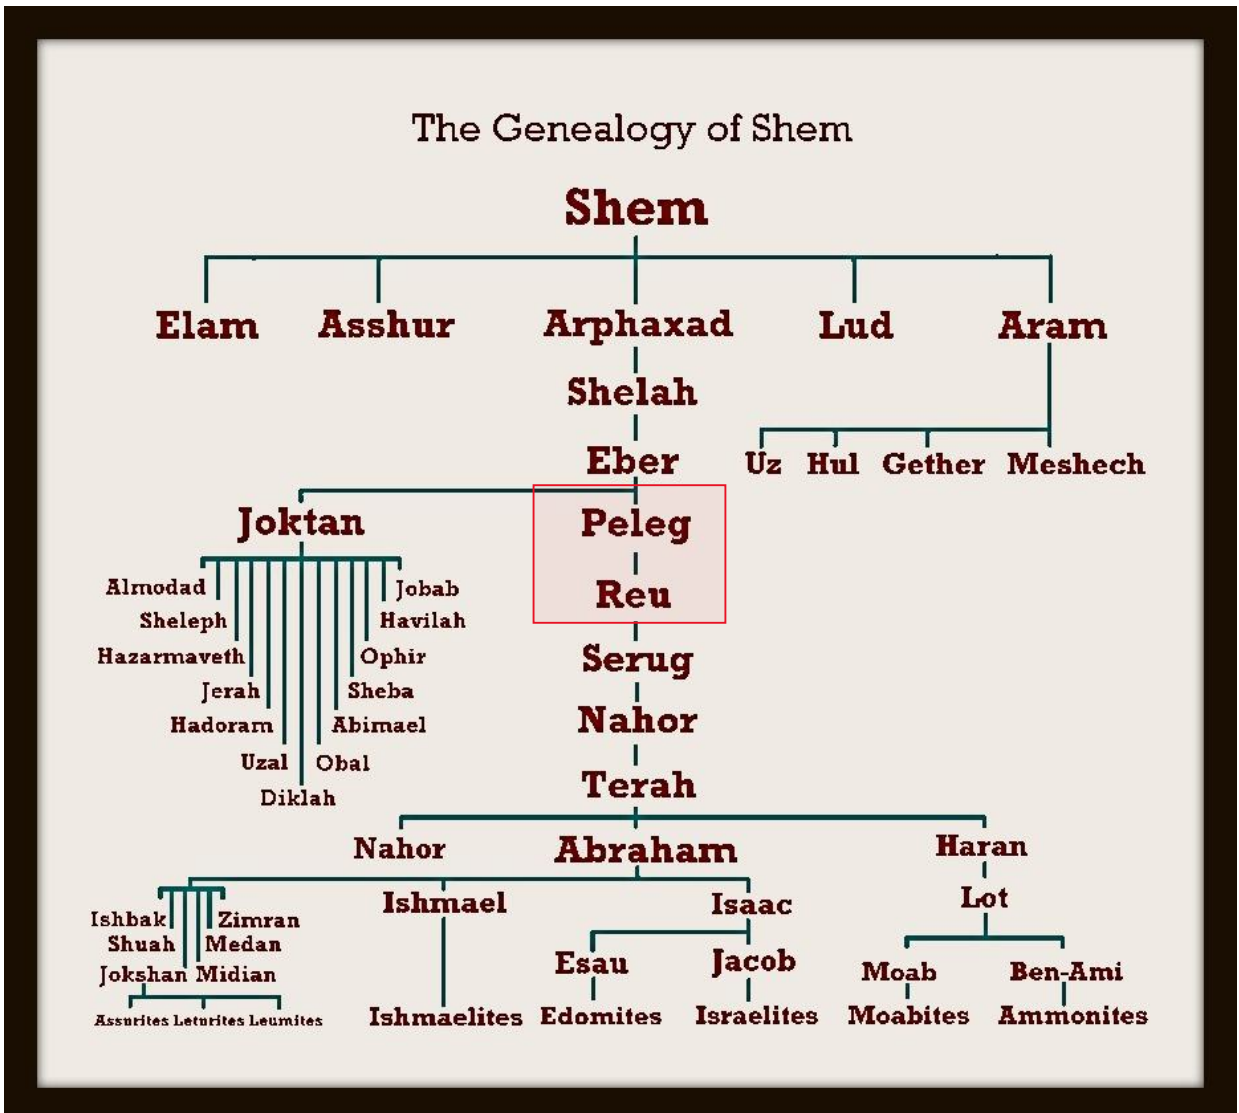 The Genealogy of Shem
Shem
Elam Asshur Arphaxad Lud Aram
Shelah
Eber
Uz Hul Gether Meshech
Joktan Peleg
Almodad Jobab
Reu
Sheleph Havilah
Hazarmaveth Ophir
Serug
Jerah Sheba
Hadoram Abimael
Nahor
Uzal Obal
Terah
Diklah
Nahor Abraham Haran
Ishmael Isaac Lot
Ishbak Zimran
Shuah Medan
Esau Jacob Moab Ben-Ami
Jokshan Midian
Assurites Leturites Leumites
Ishmaelites Edomites Israelites Moabites Ammonites